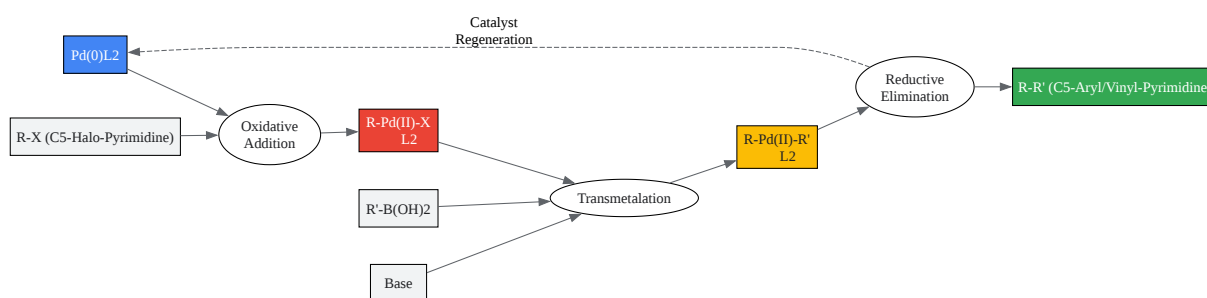 Catalyst
Regeneration
Pd(0)L2
R-X (C5-Halo-Pyrimidine)
Oxidative
Addition
R-Pd(II)-X
L2
R'-B(OH)2
Base
Transmetalation
R-Pd(II)-R'
L2
Reductive
Elimination
R-R' (C5-Aryl/Vinyl-Pyrimidine